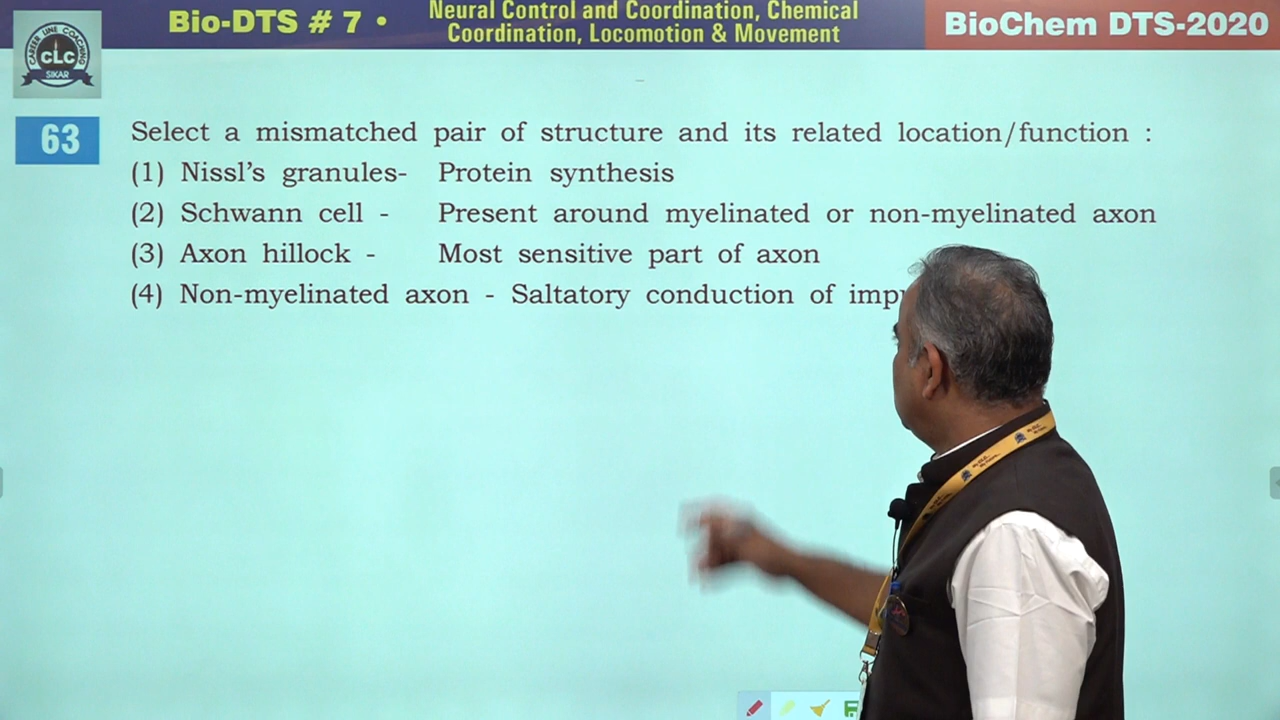 Bio-DTS # 7 •
Neural Control and Coordination, Chemical
Coordination, Locomotion & Movement
BioChem DTS-2020
CAREER LINE COACHING
CLC
SIKAR
63
Select a mismatched pair of structure and its related location/function :
(1) Nissl's granules- Protein synthesis
(2) Schwann cell - Present around myelinated or non-myelinated axon
(3) Axon hillock - Most sensitive part of axon
(4) Non-myelinated axon - Saltatory conduction of